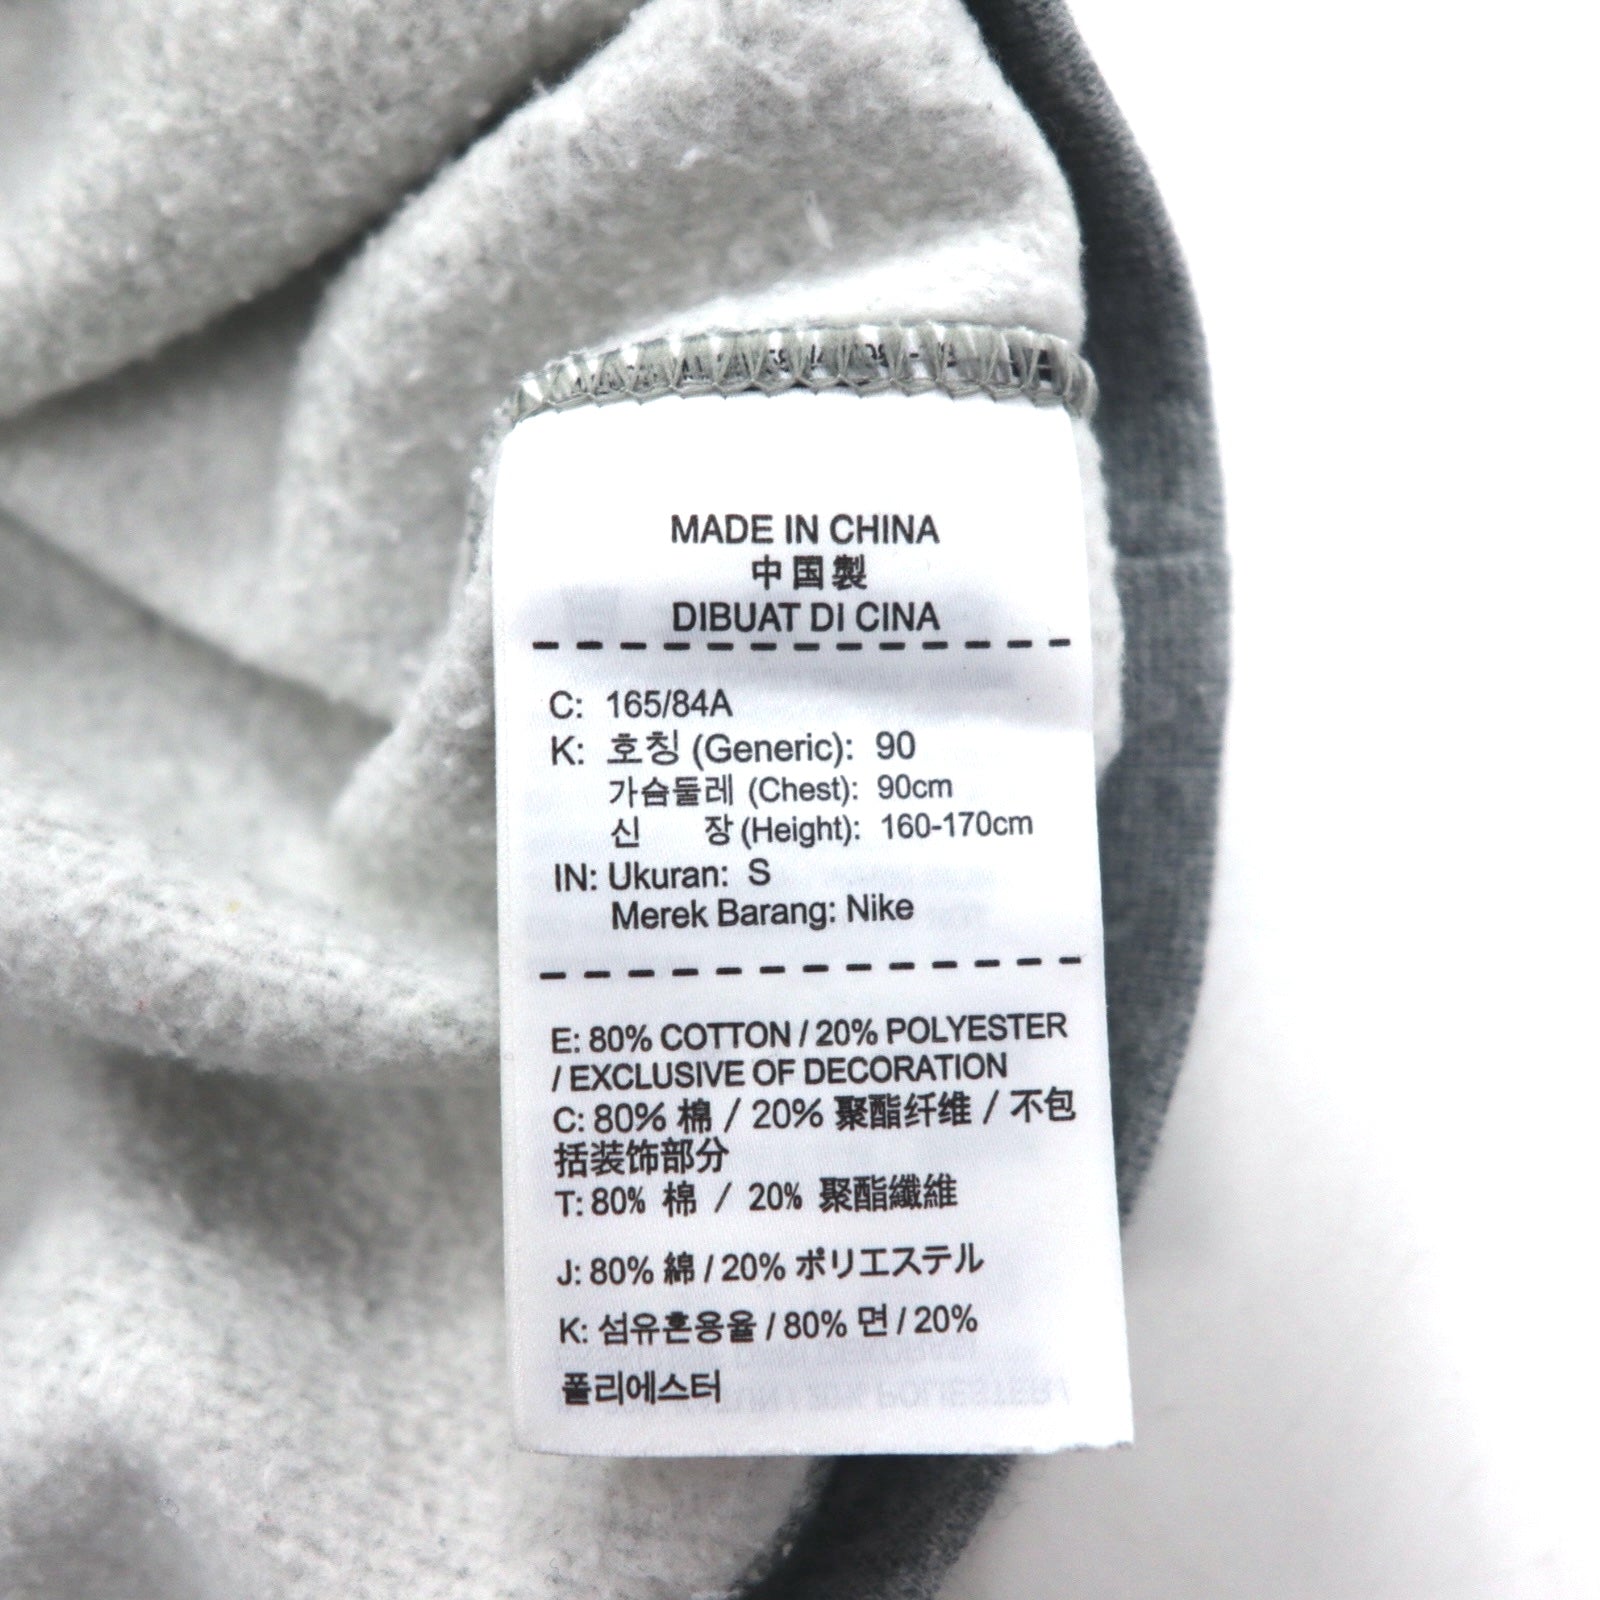 MADE IN CHINA
中国製
DIBUAT DI CINA
C: 165/84A
K: 호칭 (Generic): 90
가슴둘레 (Chest): 90cm
신 장 (Height): 160-170cm
IN: Ukuran: S
Merek Barang: Nike
E: 80% COTTON / 20% POLYESTER
/ EXCLUSIVE OF DECORATION
C: 80% 棉 / 20% 聚酯纤维 / 不包
括装饰部分
T: 80% 棉 / 20% 聚酯纖維
J: 80% 綿 / 20% ポリエステル
K: 섬유혼용율 / 80% 면 / 20%
폴리에스터